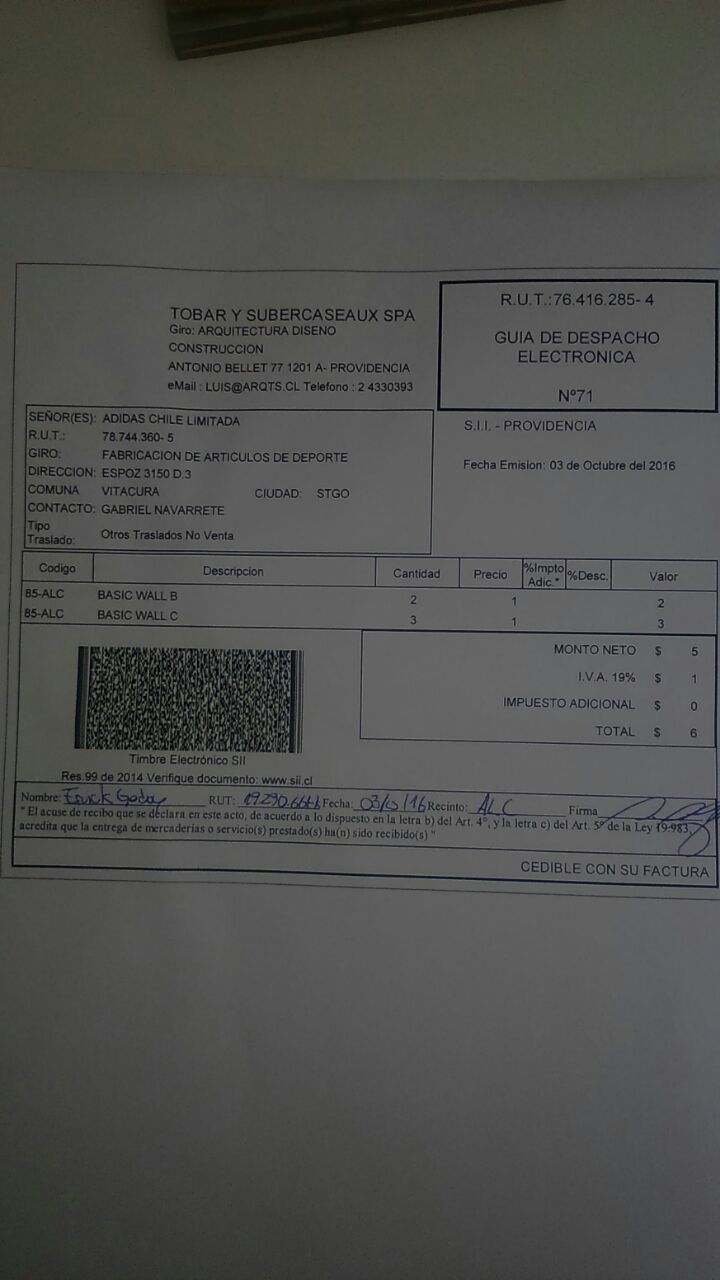 TOBAR Y SUBERCASEAUX SPA
Giro: ARQUITECTURA DISENO
CONSTRUCCION
ANTONIO BELLET 77 1201 A- PROVIDENCIA
eMail : LUIS@ARQTS.CL Telefono : 2 4330393
R.U.T.:76.416.285- 4
GUIA DE DESPACHO
ELECTRONICA
Nº71
S.I.I. - PROVIDENCIA
Fecha Emision: 03 de Octubre del 2016
SEÑOR(ES): ADIDAS CHILE LIMITADA
R.U.T.: 78.744.360- 5
GIRO: FABRICACION DE ARTICULOS DE DEPORTE
DIRECCION: ESPOZ 3150 D.3
COMUNA VITACURA CIUDAD: STGO
CONTACTO: GABRIEL NAVARRETE
Tipo
Traslado: Otros Traslados No Venta
Codigo Descripcion Cantidad Precio %Impto Adic.* %Desc. Valor
85-ALC BASIC WALL B 2 1 2
85-ALC BASIC WALL C 3 1 3
MONTO NETO $ 5
I.V.A. 19% $ 1
IMPUESTO ADICIONAL $ 0
TOTAL $ 6
Timbre Electrónico SII
Res.99 de 2014 Verifique documento: www.sii.cl
Nombre: Erick Godoy RUT: Fecha: Recinto: ALC Firma
" El acuse de recibo que se declara en este acto, de acuerdo a lo dispuesto en la letra b) del Art. 4°, y la letra c) del Art. 5° de la Ley 19.983,
acredita que la entrega de mercaderías o servicio(s) prestado(s) ha(n) sido recibido(s) "
CEDIBLE CON SU FACTURA